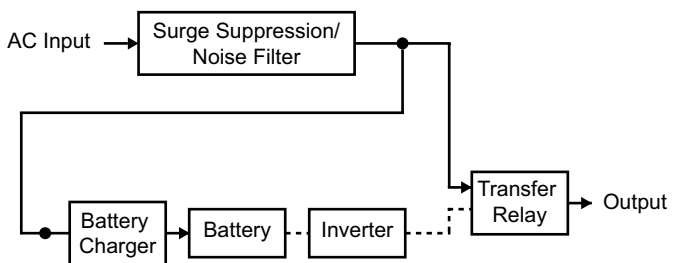 AC Input
Surge Suppression/
Noise Filter
Transfer
Relay
Output
Battery
Charger
Battery
Inverter